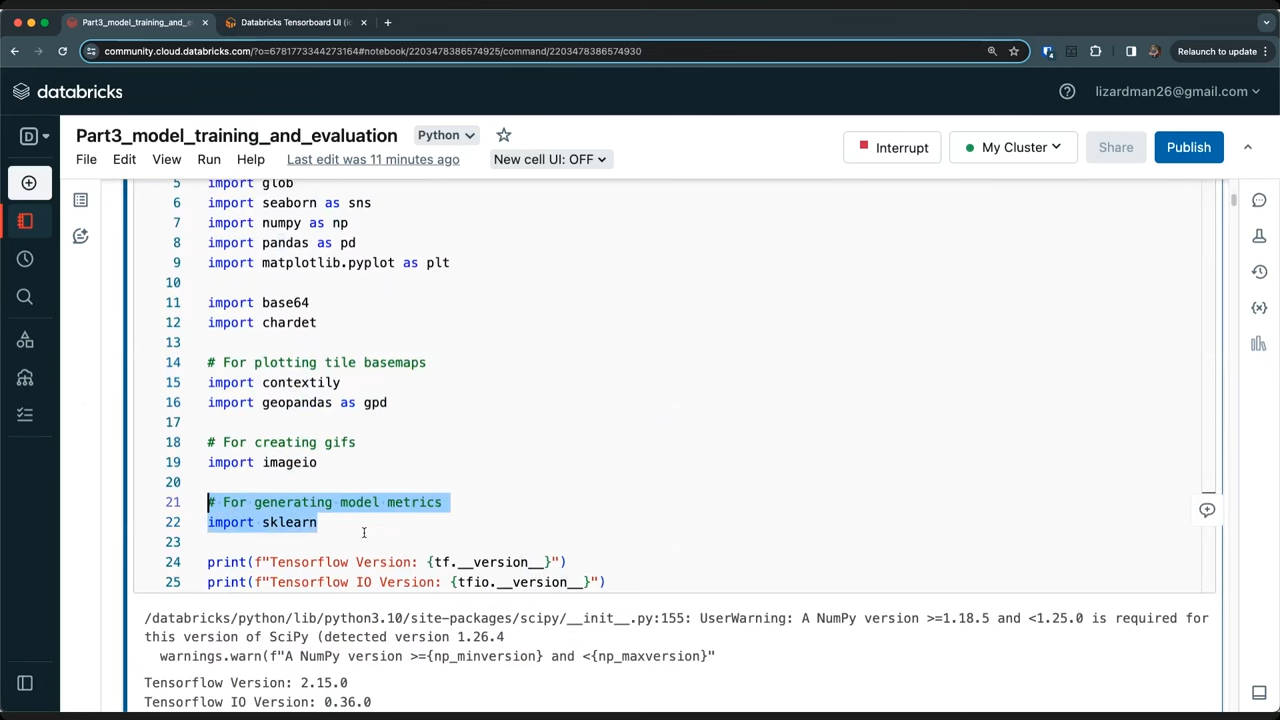 Part3_model_training_and_e
Databricks Tensorboard UI (i
community.cloud.databricks.com/?o=6781773344273164#notebook/2203478386574925/command/2203478386574930
Relaunch to update
databricks
lizardman26@gmail.com
D
Part3_model_training_and_evaluation
Python
File Edit View Run Help Last edit was 11 minutes ago New cell UI: OFF
Interrupt
My Cluster
Share
Publish
5 import glob
6 import seaborn as sns
7 import numpy as np
8 import pandas as pd
9 import matplotlib.pyplot as plt
10
11 import base64
12 import chardet
13
14 # For plotting tile basemaps
15 import contextily
16 import geopandas as gpd
17
18 # For creating gifs
19 import imageio
20
21 # For generating model metrics
22 import sklearn
23
24 print(f"Tensorflow Version: {tf.__version__}")
25 print(f"Tensorflow IO Version: {tfio.__version__}")
/databricks/python/lib/python3.10/site-packages/scipy/__init__.py:155: UserWarning: A NumPy version >=1.18.5 and <1.25.0 is required for
this version of SciPy (detected version 1.26.4
warnings.warn(f"A NumPy version >={np_minversion} and <{np_maxversion}"
Tensorflow Version: 2.15.0
Tensorflow IO Version: 0.36.0